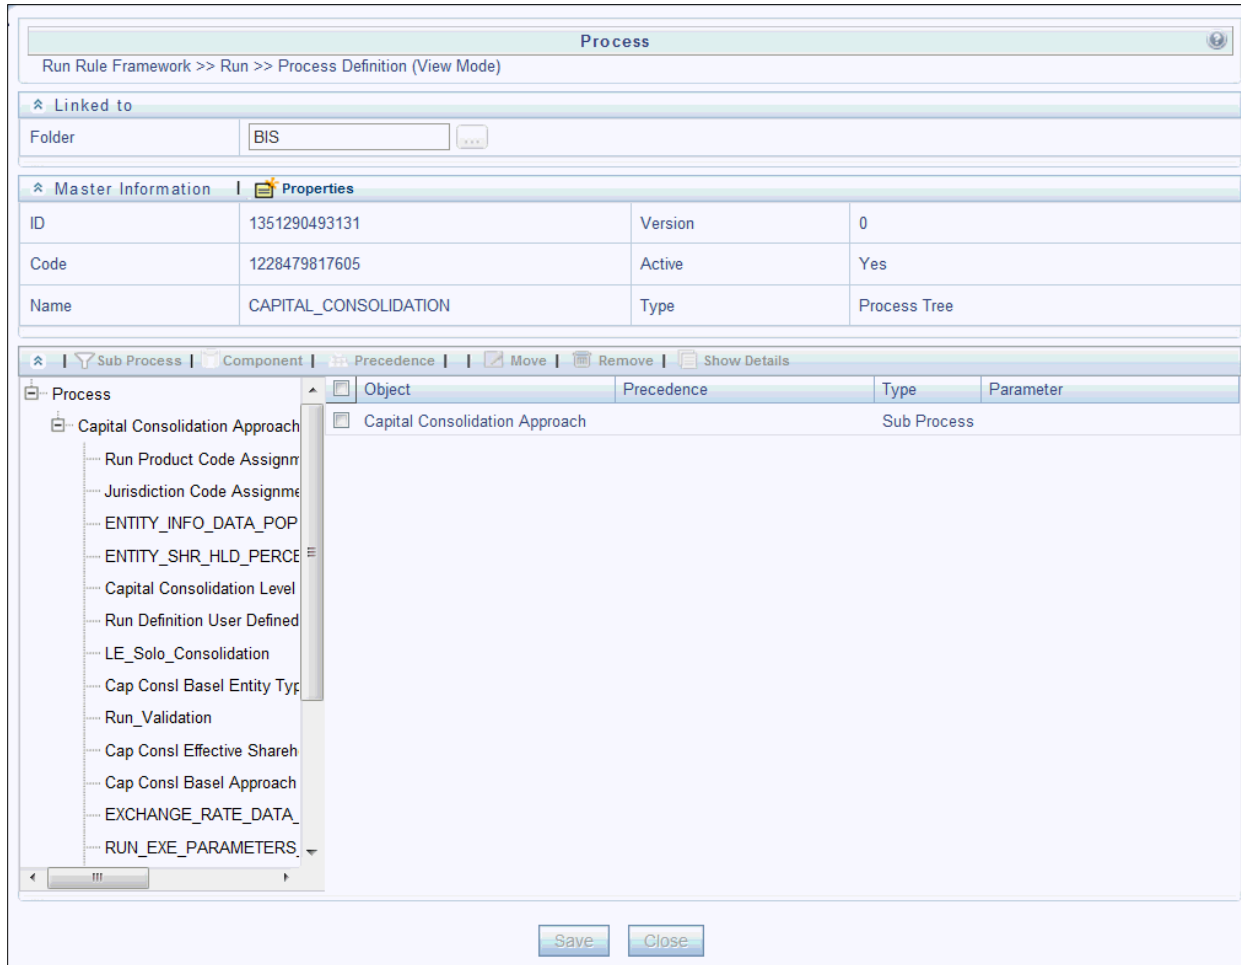 Process
Run Rule Framework >> Run >> Process Definition (View Mode)
Linked to
Folder BIS ...
Master Information | Properties
ID 1351290493131 Version 0
Code 1228479817605 Active Yes
Name CAPITAL_CONSOLIDATION Type Process Tree
| Sub Process | Component | Precedence | | Move | Remove | Show Details
Process Object Precedence Type Parameter
Capital Consolidation Approach Capital Consolidation Approach Sub Process
Run Product Code Assignm
Jurisdiction Code Assignme
ENTITY_INFO_DATA_POP
ENTITY_SHR_HLD_PERCE
Capital Consolidation Level
Run Definition User Defined
LE_Solo_Consolidation
Cap Consl Basel Entity Typ
Run_Validation
Cap Consl Effective Shareh
Cap Consl Basel Approach
EXCHANGE_RATE_DATA_
RUN_EXE_PARAMETERS_
Save Close